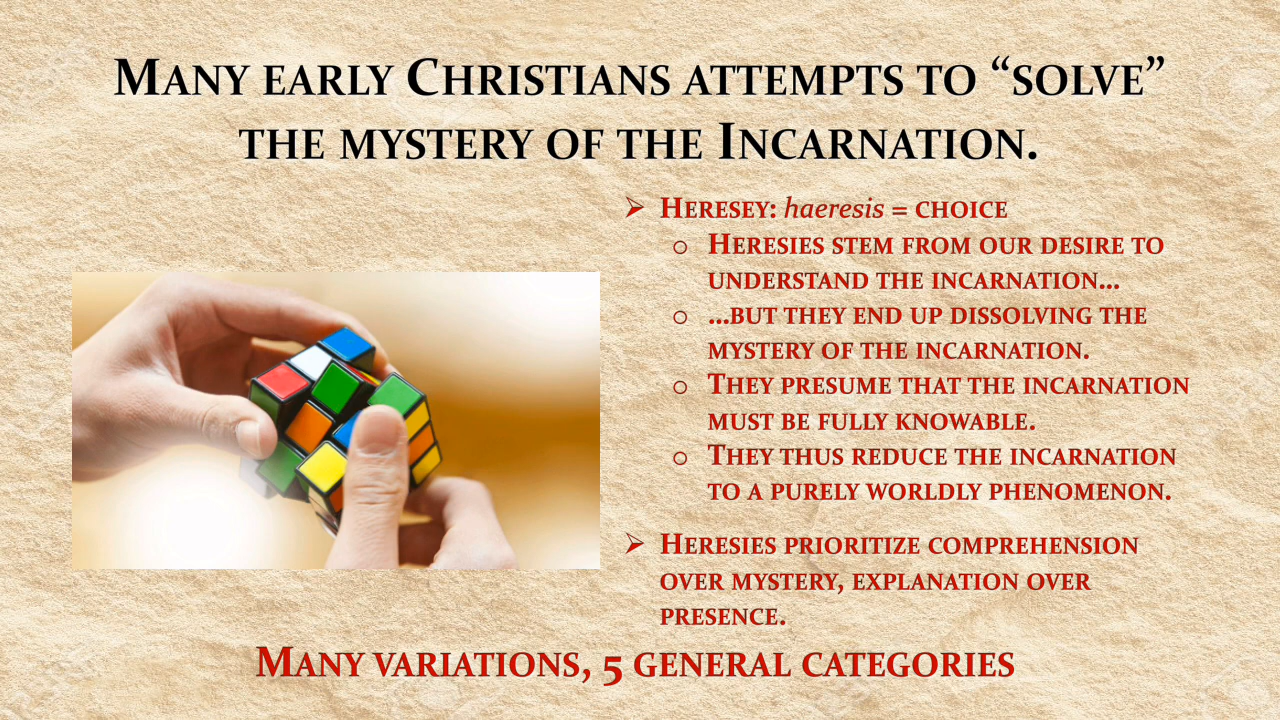 Many early Christians attempts to “solve”
the mystery of the Incarnation.
➢ Heresey: haeresis = choice
o Heresies stem from our desire to
understand the incarnation...
o ...but they end up dissolving the
mystery of the incarnation.
o They presume that the incarnation
must be fully knowable.
o They thus reduce the incarnation
to a purely worldly phenomenon.
➢ Heresies prioritize comprehension
over mystery, explanation over
presence.
Many variations, 5 general categories